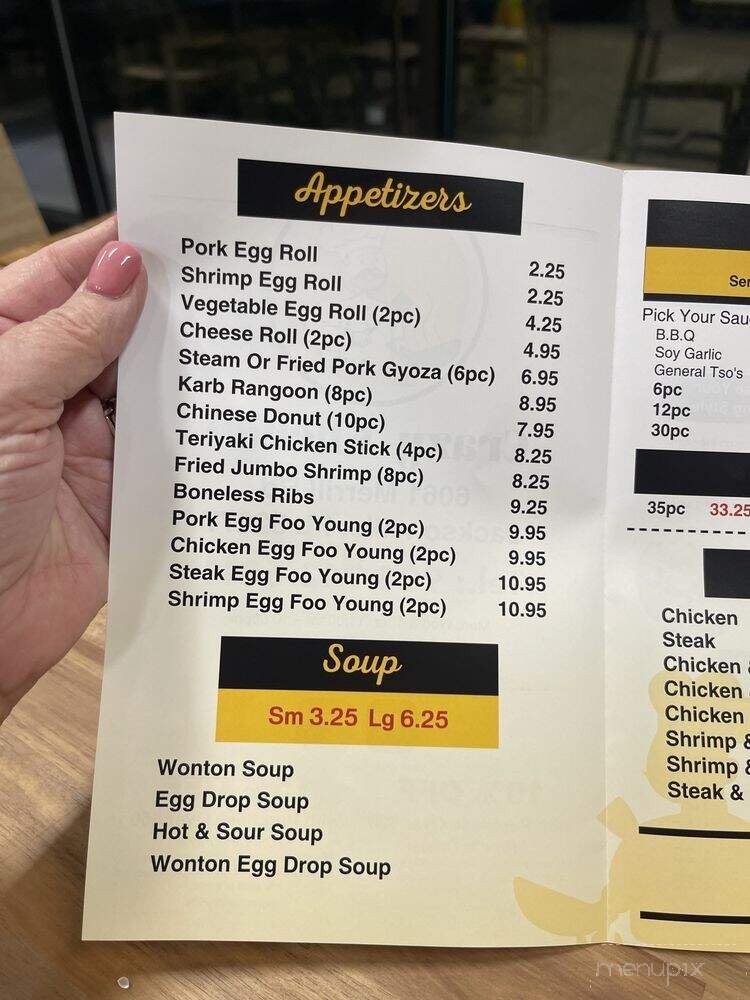 Appetizers
Pork Egg Roll 2.25
Shrimp Egg Roll 2.25
Vegetable Egg Roll (2pc) 4.25
Cheese Roll (2pc) 4.95
Steam Or Fried Pork Gyoza (6pc) 6.95
Karb Rangoon (8pc) 8.95
Chinese Donut (10pc) 7.95
Teriyaki Chicken Stick (4pc) 8.25
Fried Jumbo Shrimp (8pc) 8.25
Boneless Ribs 9.25
Pork Egg Foo Young (2pc) 9.95
Chicken Egg Foo Young (2pc) 9.95
Steak Egg Foo Young (2pc) 10.95
Shrimp Egg Foo Young (2pc) 10.95
Soup
Sm 3.25 Lg 6.25
Wonton Soup
Egg Drop Soup
Hot & Sour Soup
Wonton Egg Drop Soup
Pick Your
B.B.Q
Soy Garlic
General Tso's
6pc
12pc
30pc
35pc 33.25
Chicken
Steak
Chicken &
Chicken
Chicken
Shrimp &
Shrimp &
Steak &
menupix